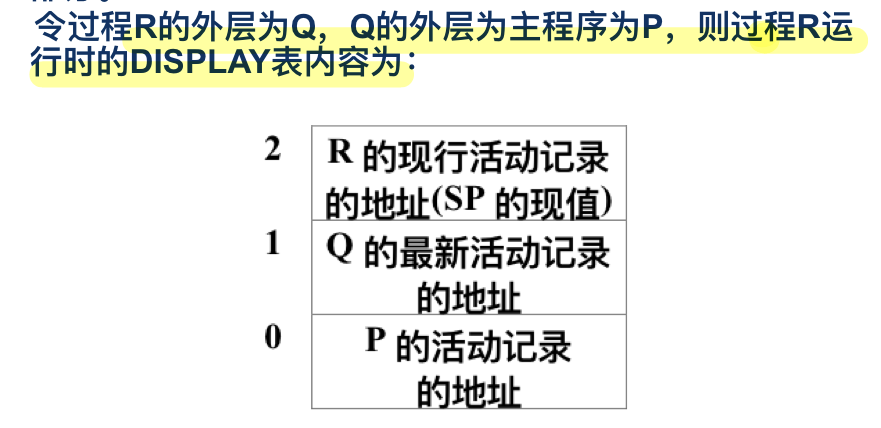 令过程R的外层为Q，Q的外层为主程序为P，则过程R运
行时的DISPLAY表内容为：
2 R 的现行活动记录
的地址(SP 的现值)
1 Q 的最新活动记录
的地址
0 P 的活动记录
的地址